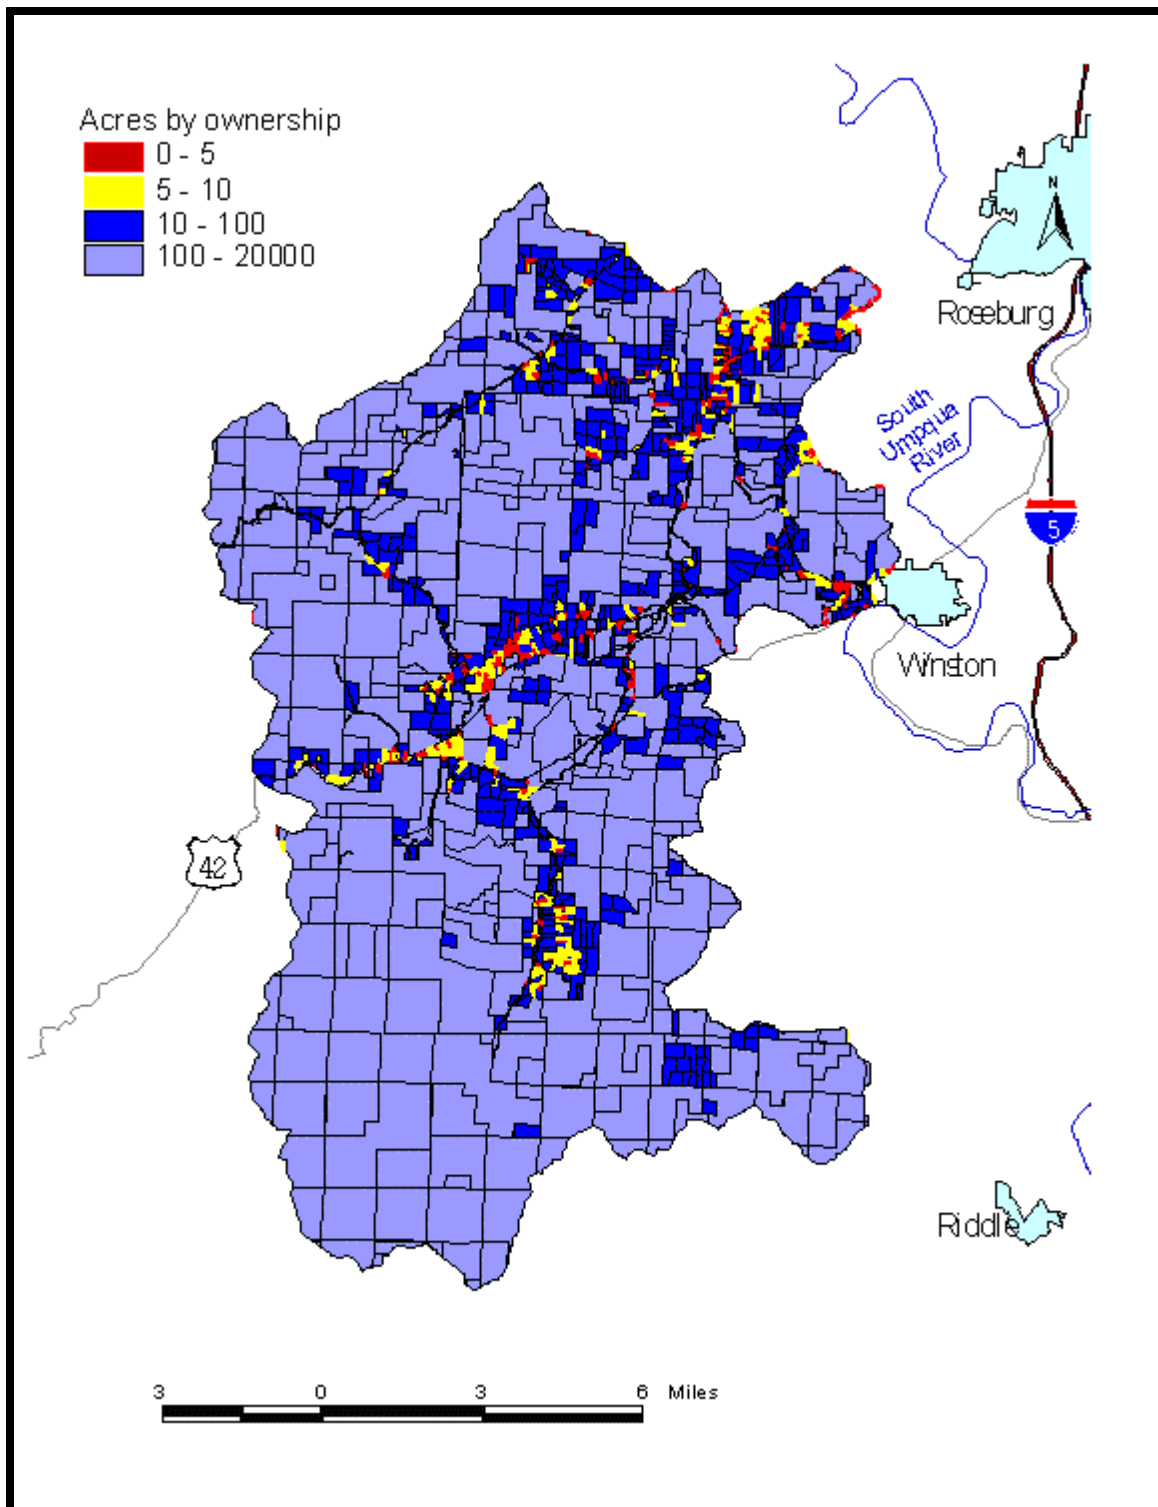 Acres by ownership
0 - 5
5 - 10
10 - 100
100 - 20000
N
Roseburg
South
Umpqua
River
5
Winston
42
Riddle
3 0 3 6 Miles